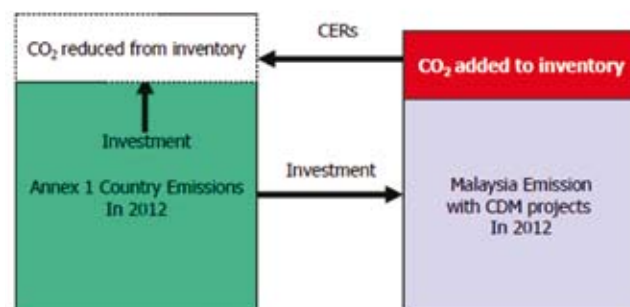 CO₂ reduced from inventory
CERs
CO₂ added to inventory
Investment
Annex 1 Country Emissions
In 2012
Investment
Malaysia Emission
with CDM projects
In 2012